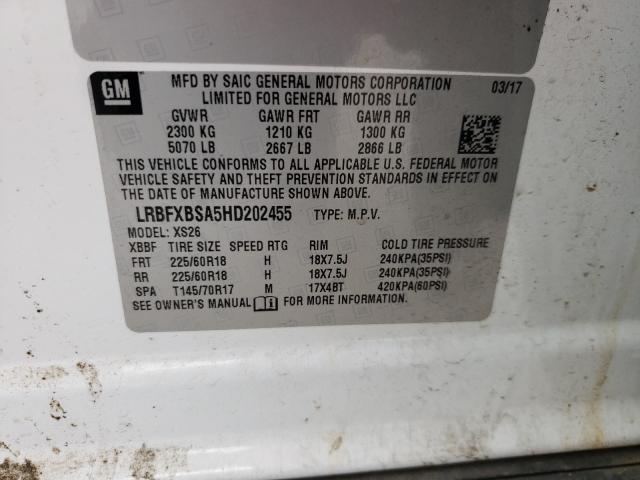 GM
MFD BY SAIC GENERAL MOTORS CORPORATION 03/17
LIMITED FOR GENERAL MOTORS LLC
GVWR GAWR FRT GAWR RR
2300 KG 1210 KG 1300 KG
5070 LB 2667 LB 2866 LB
THIS VEHICLE CONFORMS TO ALL APPLICABLE U.S. FEDERAL MOTOR
VEHICLE SAFETY AND THEFT PREVENTION STANDARDS IN EFFECT ON
THE DATE OF MANUFACTURE SHOWN ABOVE.
LRBFXBSA5HD202455 TYPE: M.P.V.
MODEL: XS26
XBBF TIRE SIZE SPEED RTG RIM COLD TIRE PRESSURE
FRT 225/60R18 H 18X7.5J 240KPA(35PSI)
RR 225/60R18 H 18X7.5J 240KPA(35PSI)
SPA T145/70R17 M 17X4BT 420KPA(60PSI)
SEE OWNER'S MANUAL FOR MORE INFORMATION.